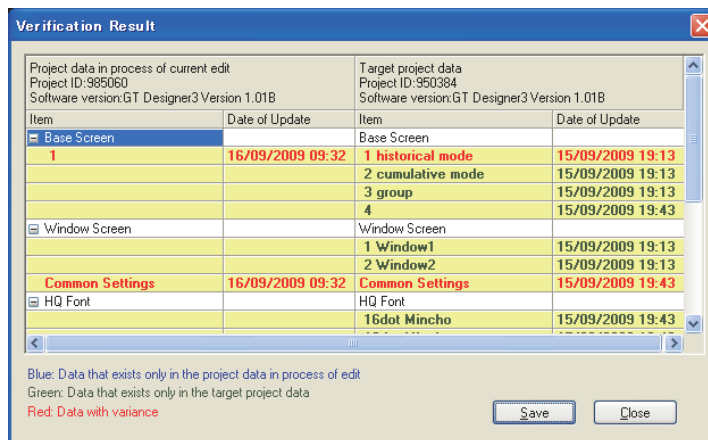 Verification Result
Project data in process of current edit
Project ID:985060
Software version:GT Designer3 Version 1.01B
Target project data
Project ID:950384
Software version:GT Designer3 Version 1.01B
Item Date of Update Item Date of Update
Base Screen Base Screen
1 16/09/2009 09:32 1 historical mode 15/09/2009 19:13
2 cumulative mode 15/09/2009 19:13
3 group 15/09/2009 19:13
4 15/09/2009 19:43
Window Screen Window Screen
1 Window1 15/09/2009 19:13
2 Window2 15/09/2009 19:13
Common Settings 16/09/2009 09:32 Common Settings 15/09/2009 19:43
HQ Font HQ Font
16dot Mincho 15/09/2009 19:43
Blue: Data that exists only in the project data in process of edit
Green: Data that exists only in the target project data
Red: Data with variance
Save Close